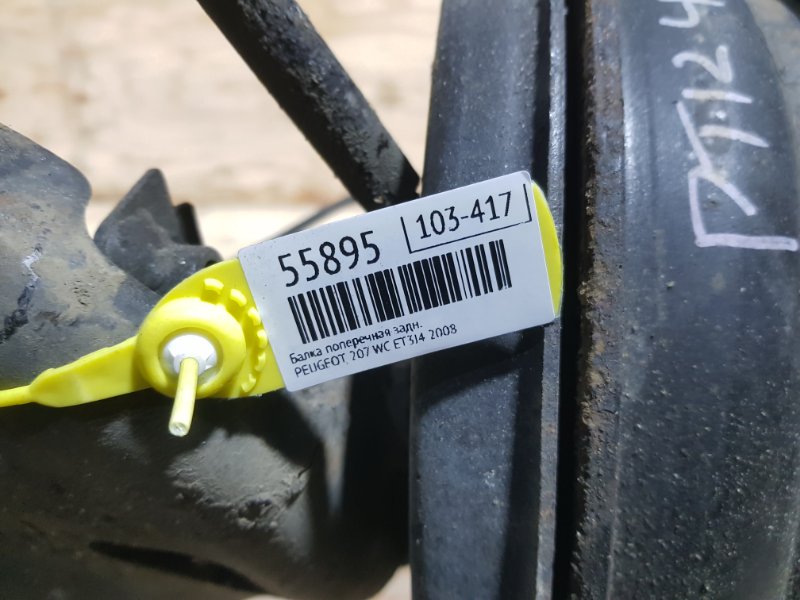 55895
103-417
Балка поперечная задн.
PEUGEOT 207 WC ET3J4 2008